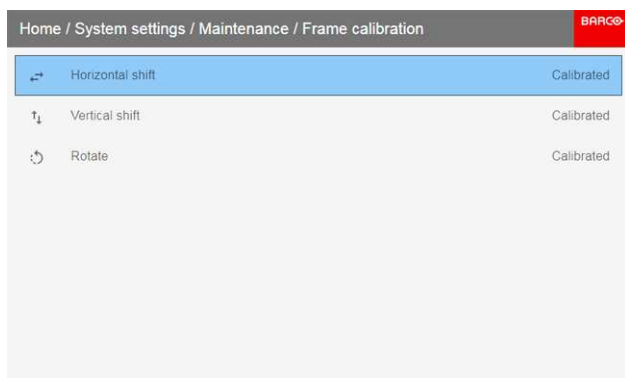 Home / System settings / Maintenance / Frame calibration
BARCO
Horizontal shift Calibrated
Vertical shift Calibrated
Rotate Calibrated